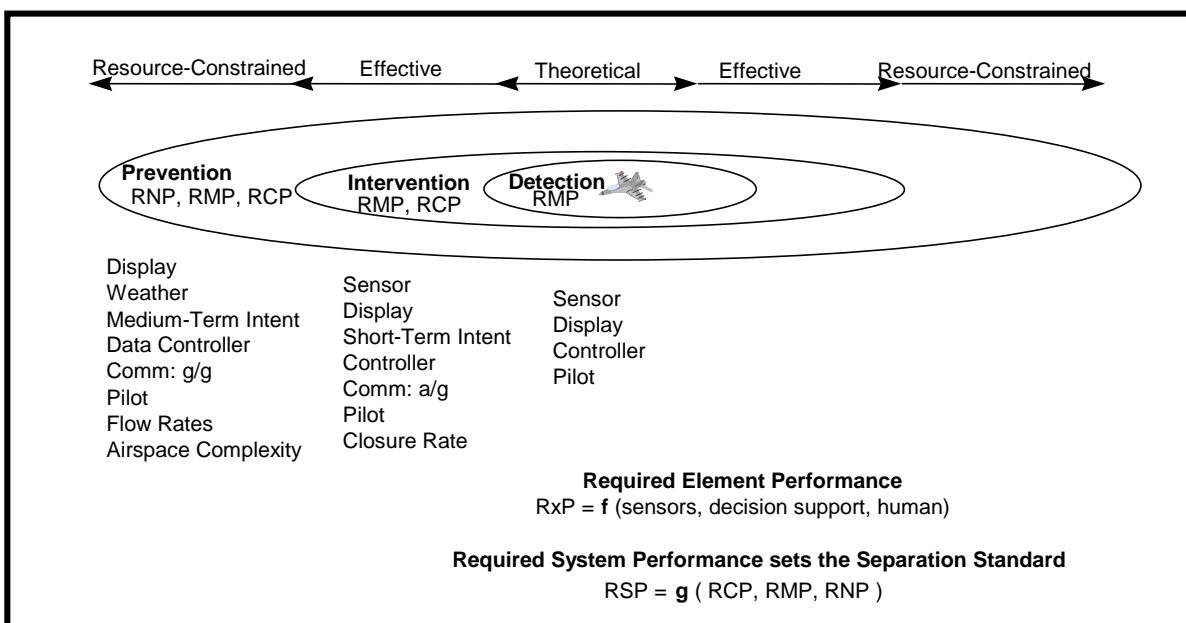 Resource-Constrained Effective Theoretical Effective Resource-Constrained
Prevention
RNP, RMP, RCP
Intervention
RMP, RCP
Detection
RMP
Display
Weather
Medium-Term Intent
Data Controller
Comm: g/g
Pilot
Flow Rates
Airspace Complexity
Sensor
Display
Short-Term Intent
Controller
Comm: a/g
Pilot
Closure Rate
Sensor
Display
Controller
Pilot
Required Element Performance
RxP = f (sensors, decision support, human)
Required System Performance sets the Separation Standard
RSP = g ( RCP, RMP, RNP )